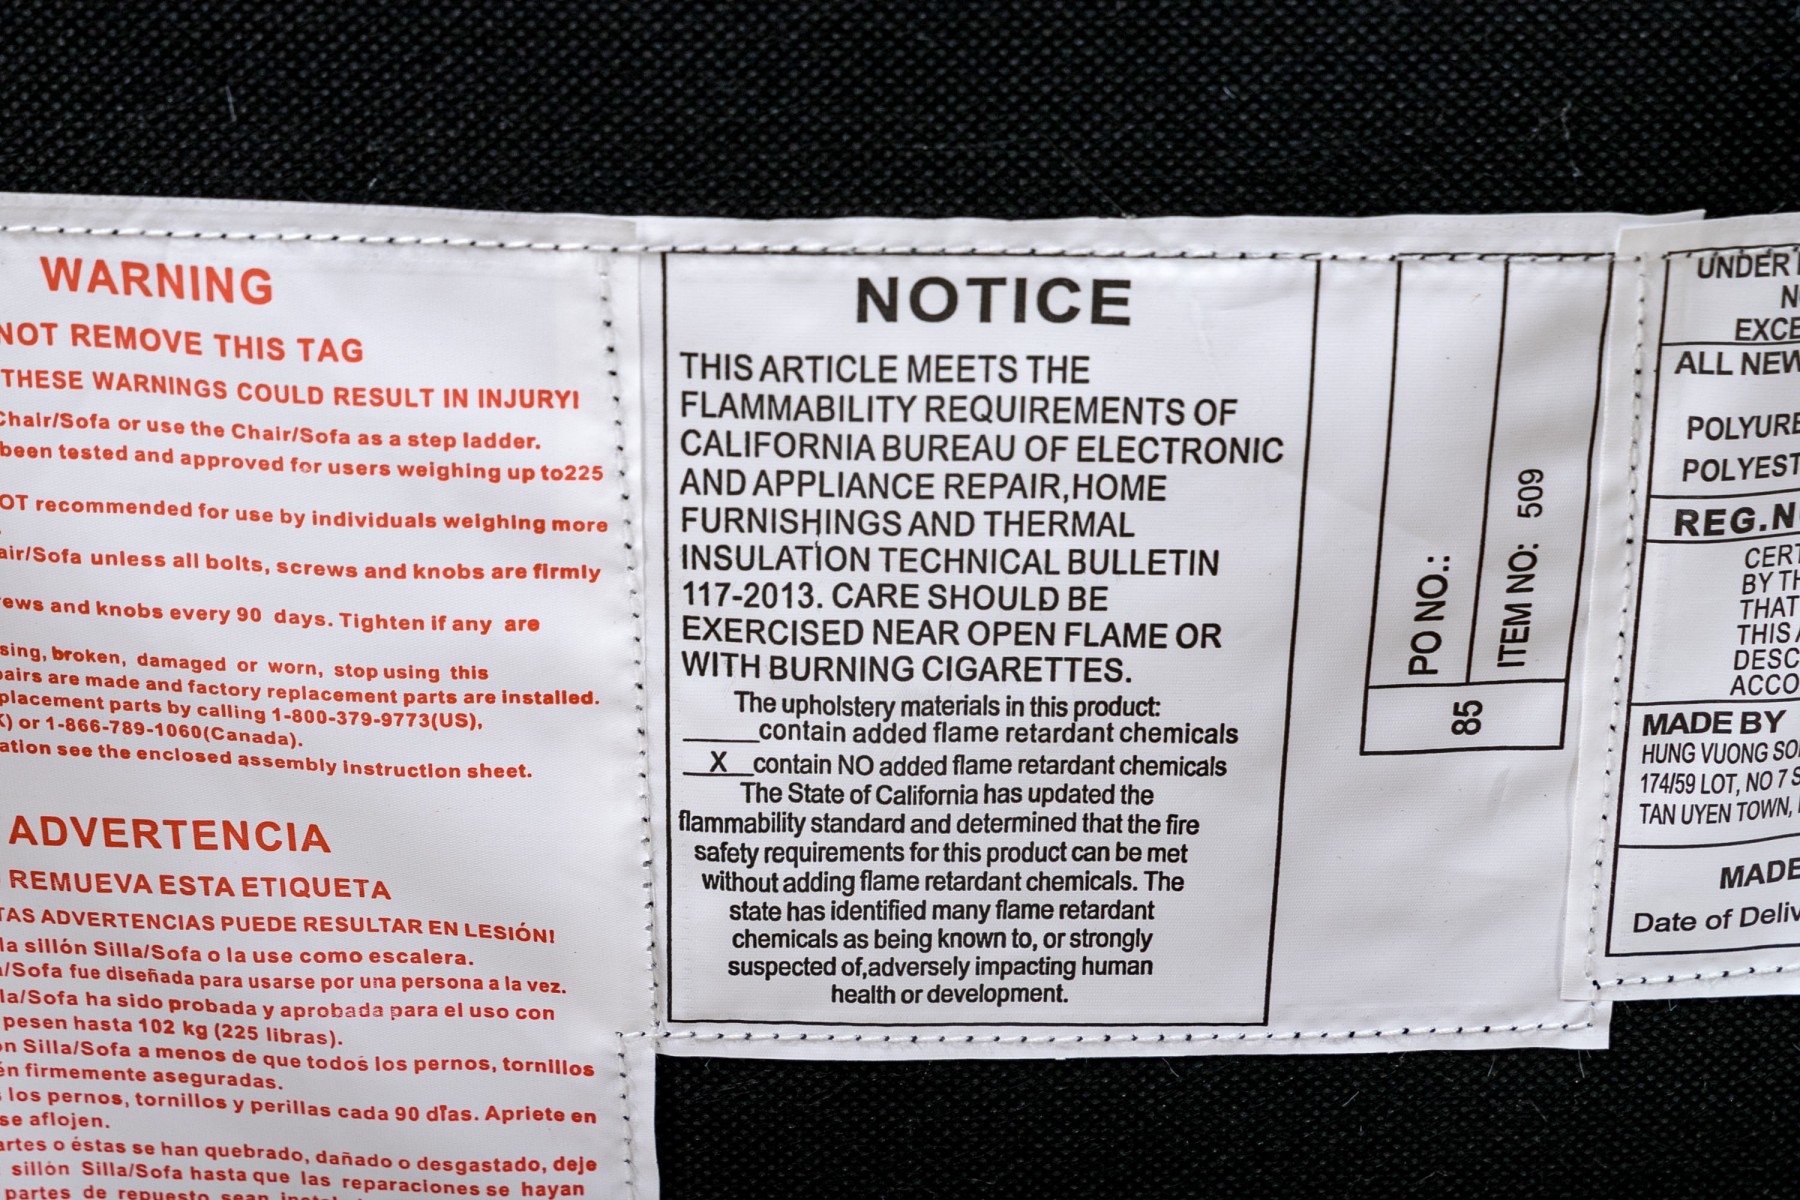 WARNING
NOT REMOVE THIS TAG
THESE WARNINGS COULD RESULT IN INJURY!
Chair/Sofa or use the Chair/Sofa as a step ladder.
been tested and approved for users weighing up to225
OT recommended for use by individuals weighing more
air/Sofa unless all bolts, screws and knobs are firmly
ews and knobs every 90 days. Tighten if any are
sing, broken, damaged or worn, stop using this
pairs are made and factory replacement parts are installed.
placement parts by calling 1-800-379-9773(US),
) or 1-866-789-1060(Canada).
ation see the enclosed assembly instruction sheet.
ADVERTENCIA
REMUEVA ESTA ETIQUETA
TAS ADVERTENCIAS PUEDE RESULTAR EN LESIÓN!
la sillón Silla/Sofa o la use como escalera.
/Sofa fue diseñada para usarse por una persona a la vez.
la/Sofa ha sido probada y aprobada para el uso con
pesen hasta 102 kg (225 libras).
on Silla/Sofa a menos de que todos los pernos, tornillos
én firmemente aseguradas.
los pernos, tornillos y perillas cada 90 días. Apriete en
se aflojen.
artes o éstas se han quebrado, dañado o desgastado, deje
sillón Silla/Sofa hasta que las reparaciones se hayan
partes de repuesto sean
NOTICE
THIS ARTICLE MEETS THE
FLAMMABILITY REQUIREMENTS OF
CALIFORNIA BUREAU OF ELECTRONIC
AND APPLIANCE REPAIR,HOME
FURNISHINGS AND THERMAL
INSULATION TECHNICAL BULLETIN
117-2013. CARE SHOULD BE
EXERCISED NEAR OPEN FLAME OR
WITH BURNING CIGARETTES.
The upholstery materials in this product:
_____contain added flame retardant chemicals
__X__contain NO added flame retardant chemicals
The State of California has updated the
flammability standard and determined that the fire
safety requirements for this product can be met
without adding flame retardant chemicals. The
state has identified many flame retardant
chemicals as being known to, or strongly
suspected of,adversely impacting human
health or development.
PO NO.:
ITEM NO: 509
85
UNDER
N
EXCE
ALL NEW
POLYURE
POLYEST
REG.N
CERT
BY TH
THAT
THIS
DESC
ACCO
MADE BY
HUNG VUONG SO
174/59 LOT, NO 7 S
TAN UYEN TOWN,
MADE
Date of Deliv